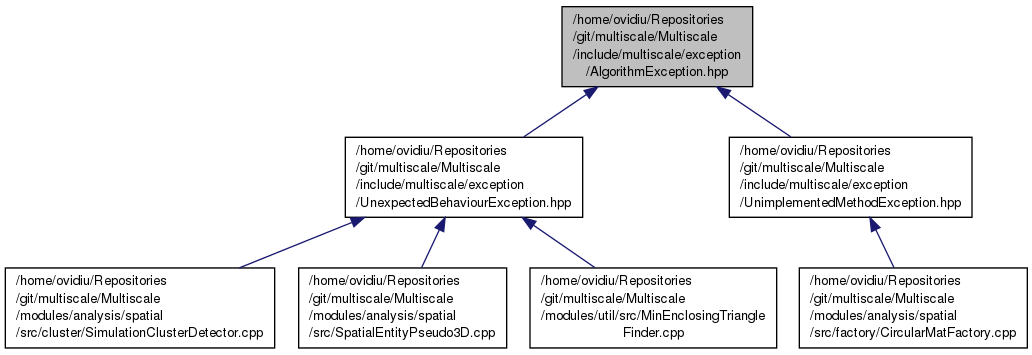 /home/ovidiu/Repositories
/git/multiscale/Multiscale
/include/multiscale/exception
/AlgorithmException.hpp
/home/ovidiu/Repositories
/git/multiscale/Multiscale
/include/multiscale/exception
/UnexpectedBehaviourException.hpp
/home/ovidiu/Repositories
/git/multiscale/Multiscale
/include/multiscale/exception
/UnimplementedMethodException.hpp
/home/ovidiu/Repositories
/git/multiscale/Multiscale
/modules/analysis/spatial
/src/cluster/SimulationClusterDetector.cpp
/home/ovidiu/Repositories
/git/multiscale/Multiscale
/modules/analysis/spatial
/src/SpatialEntityPseudo3D.cpp
/home/ovidiu/Repositories
/git/multiscale/Multiscale
/modules/util/src/MinEnclosingTriangle
Finder.cpp
/home/ovidiu/Repositories
/git/multiscale/Multiscale
/modules/analysis/spatial
/src/factory/CircularMatFactory.cpp